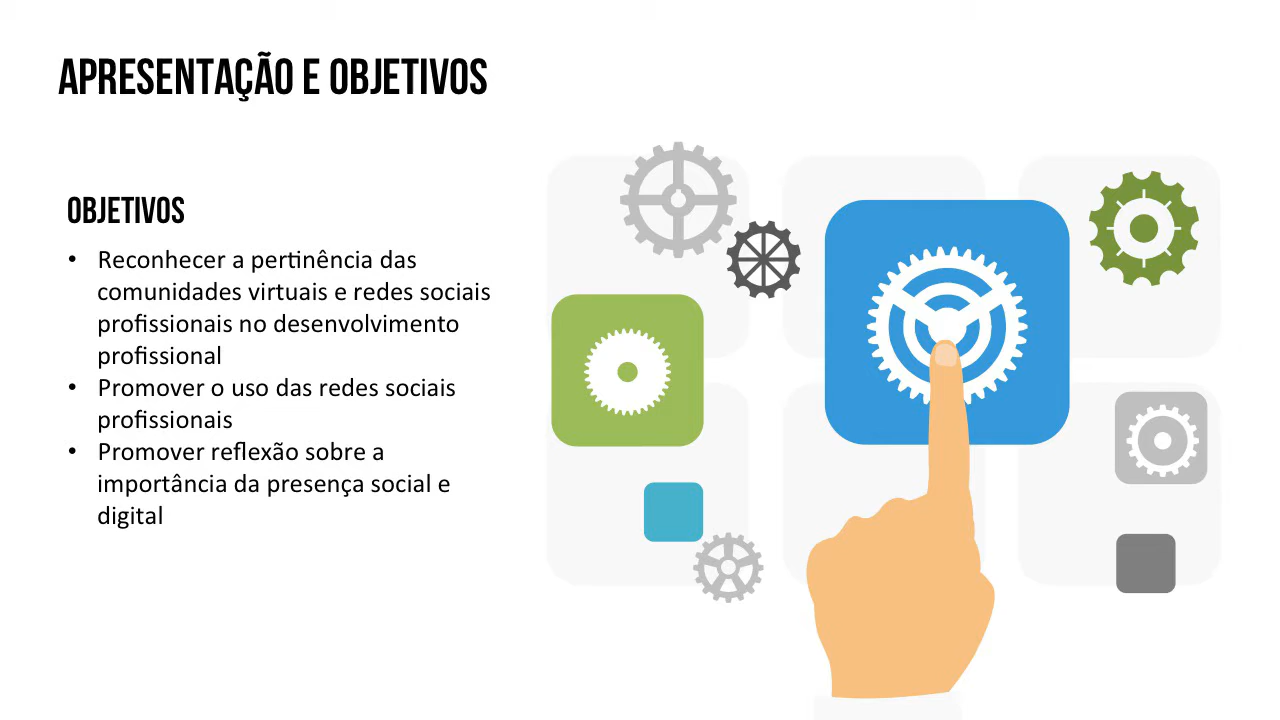 APRESENTAÇÃO E OBJETIVOS
OBJETIVOS
• Reconhecer a pertinência das
comunidades virtuais e redes sociais
profissionais no desenvolvimento
profissional
• Promover o uso das redes sociais
profissionais
• Promover reflexão sobre a
importância da presença social e
digital